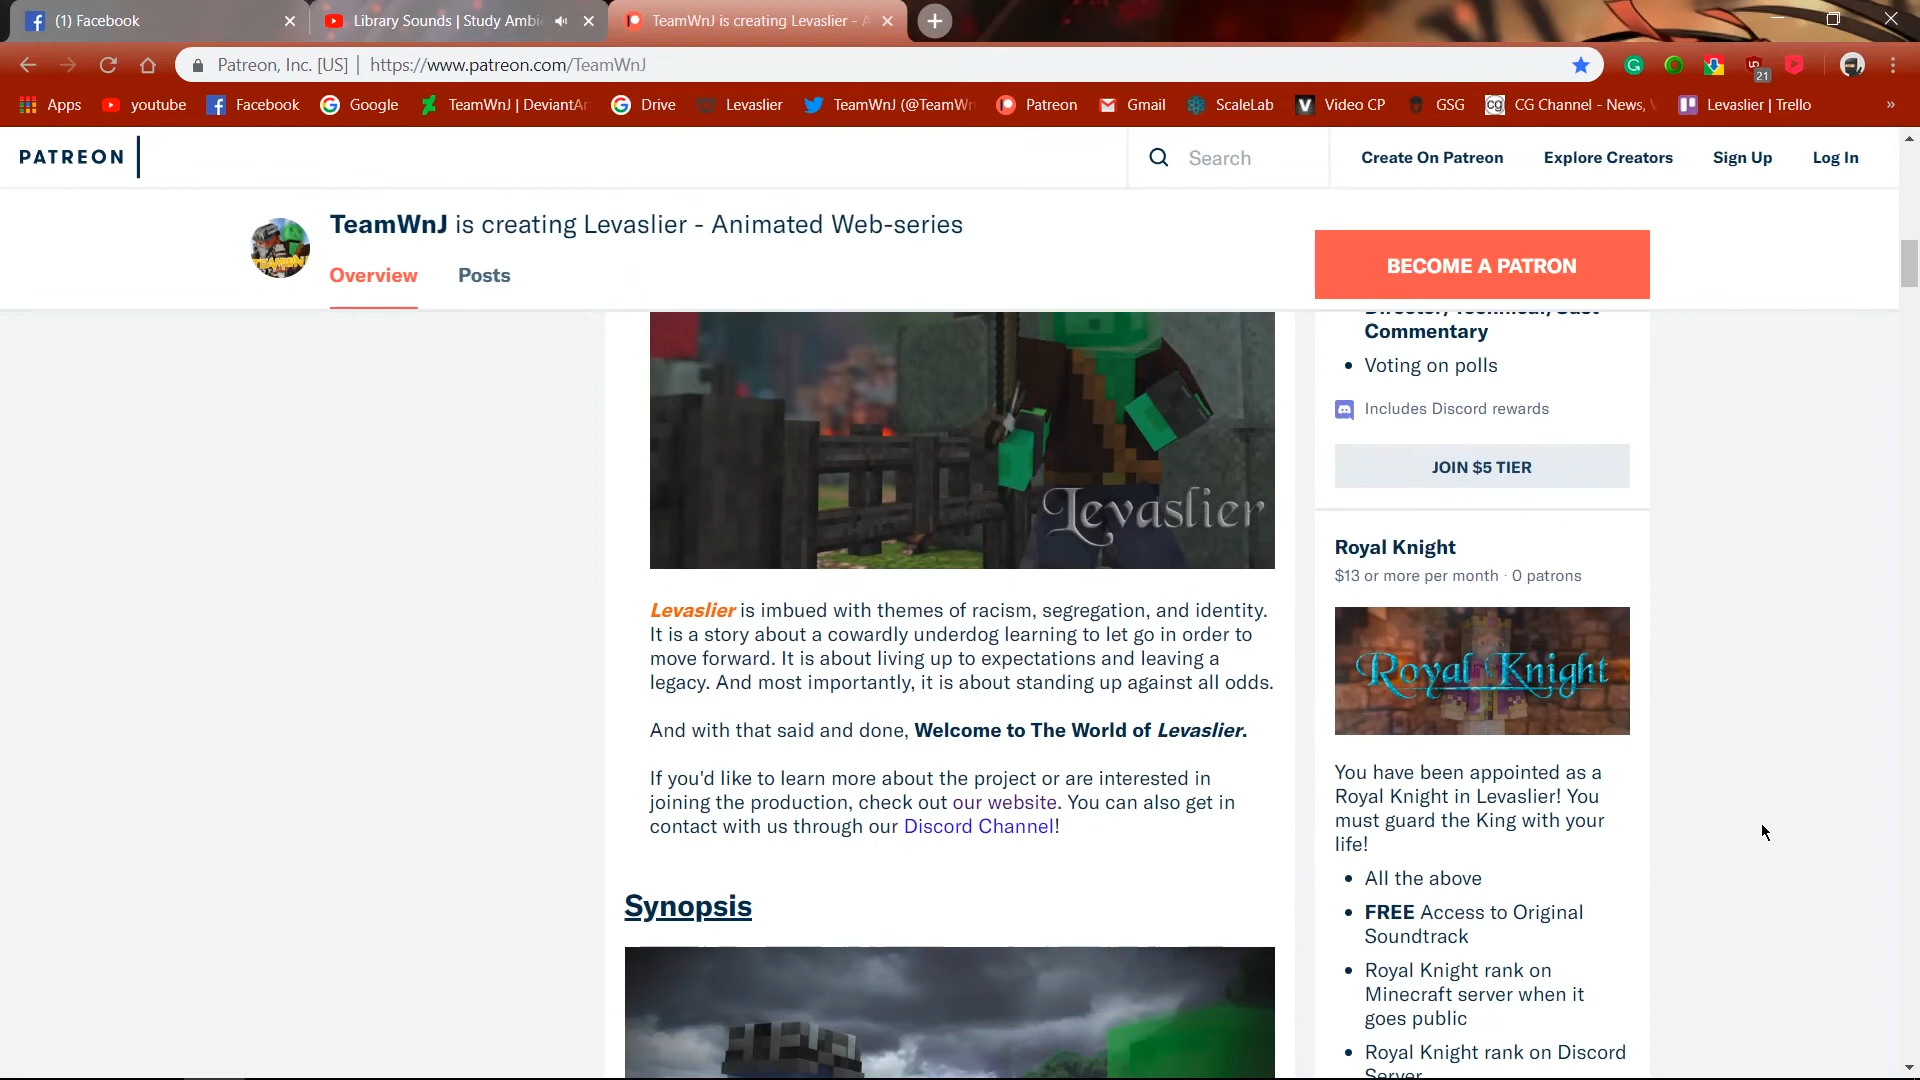 (1) Facebook
Library Sounds | Study Ambi
TeamWnJ is creating Levaslier - A
Patreon, Inc. [US] | https://www.patreon.com/TeamWnJ
21
Apps
youtube
Facebook
Google
TeamWnJ | DeviantAr
Drive
Levaslier
TeamWnJ (@TeamWn
Patreon
Gmail
ScaleLab
Video CP
GSG
CG Channel - News, V
Levaslier | Trello
»
PATREON
Search
Create On Patreon
Explore Creators
Sign Up
Log In
TeamWnJ is creating Levaslier - Animated Web-series
Overview
Posts
BECOME A PATRON
Levaslier
Levaslier is imbued with themes of racism, segregation, and identity.
It is a story about a cowardly underdog learning to let go in order to
move forward. It is about living up to expectations and leaving a
legacy. And most importantly, it is about standing up against all odds.
And with that said and done, Welcome to The World of Levaslier.
If you'd like to learn more about the project or are interested in
joining the production, check out our website. You can also get in
contact with us through our Discord Channel!
Synopsis
Director, Technical, Cast
Commentary
• Voting on polls
Includes Discord rewards
JOIN $5 TIER
Royal Knight
$13 or more per month · 0 patrons
Royal Knight
You have been appointed as a
Royal Knight in Levaslier! You
must guard the King with your
life!
• All the above
• FREE Access to Original
Soundtrack
• Royal Knight rank on
Minecraft server when it
goes public
• Royal Knight rank on Discord
Server